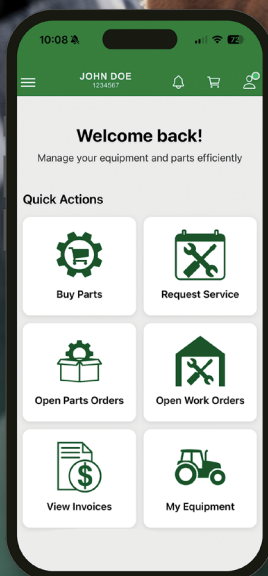 10:08
72
JOHN DOE
1234567
Welcome back!
Manage your equipment and parts efficiently
Quick Actions
Buy Parts
Request Service
Open Parts Orders
Open Work Orders
View Invoices
My Equipment